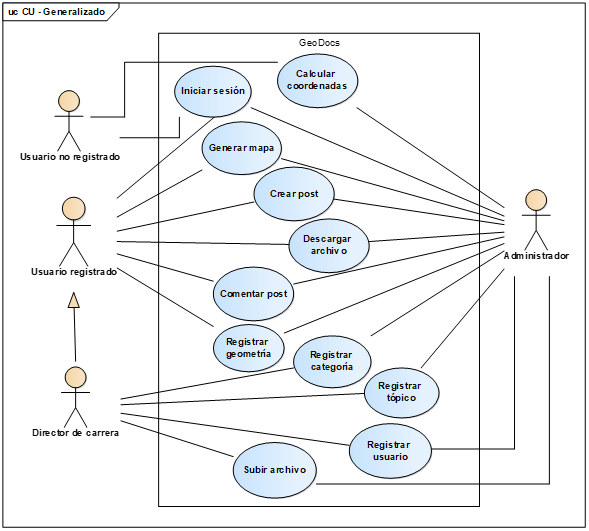 uc CU - Generalizado
GeoDocs
Calcular
coordenadas
Iniciar sesión
Usuario no registrado
Generar mapa
Crear post
Usuario registrado
Descargar
archivo
Administrador
Comentar post
Registrar
geometría
Registrar
categoría
Registrar
tópico
Director de carrera
Registrar
usuario
Subir archivo